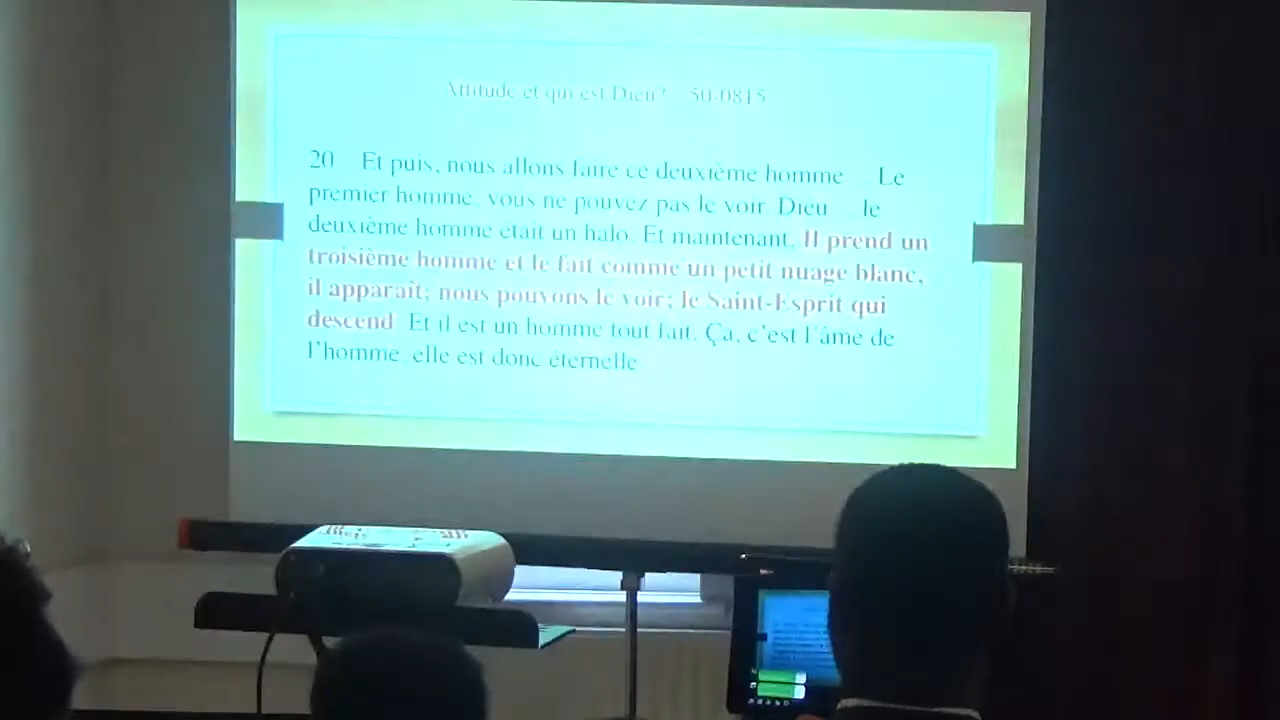 Attitude et qui est Dieu? 50-0815
20 Et puis, nous allons faire ce deuxième homme... Le
premier homme, vous ne pouvez pas le voir. Dieu... le
deuxième homme était un halo. Et maintenant, Il prend un
troisième homme et le fait comme un petit nuage blanc,
il apparaît; nous pouvons le voir; le Saint-Esprit qui
descend. Et il est un homme tout fait. Ça, c'est l'âme de
l'homme, elle est donc éternelle.